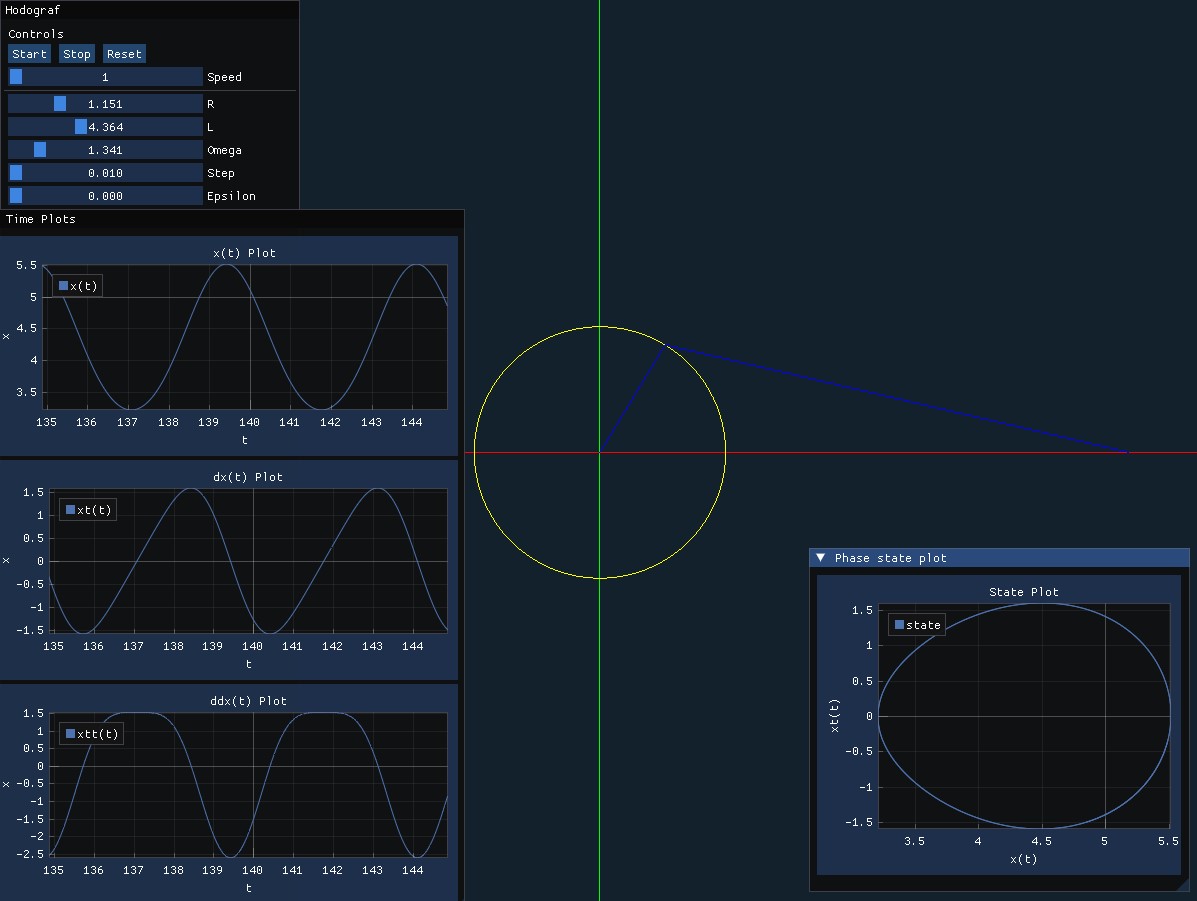 Hodograf
Controls
Start Stop Reset
1 Speed
1.151 R
4.364 L
1.341 Omega
0.010 Step
0.000 Epsilon
Time Plots
x(t) Plot
x(t)
5.5
5
4.5
4
3.5
x
135 136 137 138 139 140 141 142 143 144
t
dx(t) Plot
xt(t)
1.5
1
0.5
0
-0.5
-1
-1.5
x
135 136 137 138 139 140 141 142 143 144
t
ddx(t) Plot
xtt(t)
1.5
1
0.5
0
-0.5
-1
-1.5
-2
-2.5
x
135 136 137 138 139 140 141 142 143 144
t
Phase state plot
State Plot
state
1.5
1
0.5
0
-0.5
-1
-1.5
xt(t)
3.5 4 4.5 5 5.5
x(t)